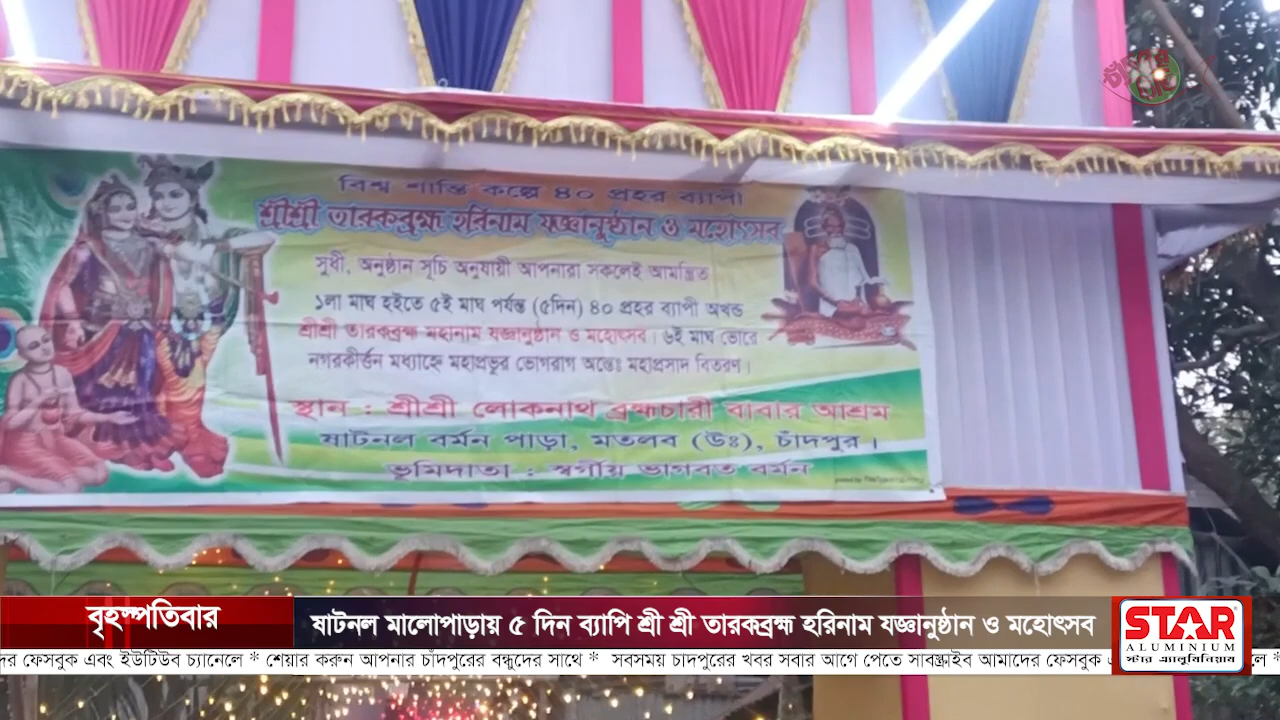 বিশ্ব শান্তি কল্পে ৪০ প্রহর ব্যাপী
শ্রীশ্রী তারকব্রহ্ম হরিনাম যজ্ঞানুষ্ঠান ও মহোৎসব
সুধী, অনুষ্ঠান সূচি অনুযায়ী আপনারা সকলেই আমন্ত্রিত
১লা মাঘ হইতে ৫ই মাঘ পর্যন্ত (৫দিন) ৪০ প্রহর ব্যাপী অখন্ড
শ্রীশ্রী তারকব্রহ্ম মহানাম যজ্ঞানুষ্ঠান ও মহোৎসব। ৬ই মাঘ ভোরে
নগরকীর্ত্তন মধ্যাহ্নে মহাপ্রভুর ভোগরাগ অন্তেঃ মহাপ্রসাদ বিতরণ।
স্থান : শ্রীশ্রী লোকনাথ ব্রহ্মচারী বাবার আশ্রম
ষাটনল বর্মন পাড়া, মতলব (উঃ), চাঁদপুর।
ভূমিদাতা : স্বর্গীয় ভাগবত বর্মন
বৃহস্পতিবার
ষাটনল মালোপাড়ায় ৫ দিন ব্যাপি শ্রী শ্রী তারকব্রহ্ম হরিনাম যজ্ঞানুষ্ঠান ও মহোৎসব
STAR
ALUMINIUM
স্টার এ্যালুমিনিয়াম
দের ফেসবুক এবং ইউটিউব চ্যানেলে * শেয়ার করুন আপনার চাঁদপুরের বন্ধুদের সাথে * সবসময় চাদপুরের খবর সবার আগে পেতে সাবস্ক্রাইব আমাদের ফেসবুক